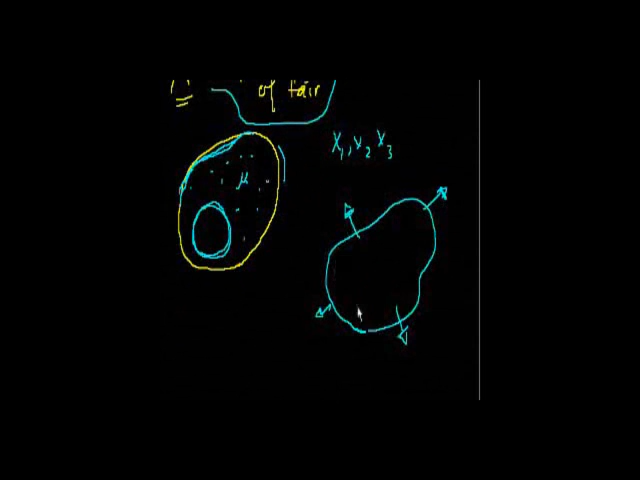 of fair
X₁, X₂ X₃
μ